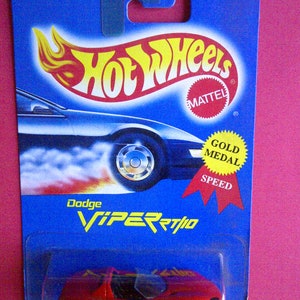 HOT WHEELS
MATTEL
GOLD
MEDAL
SPEED
Dodge
VIPER RT/10